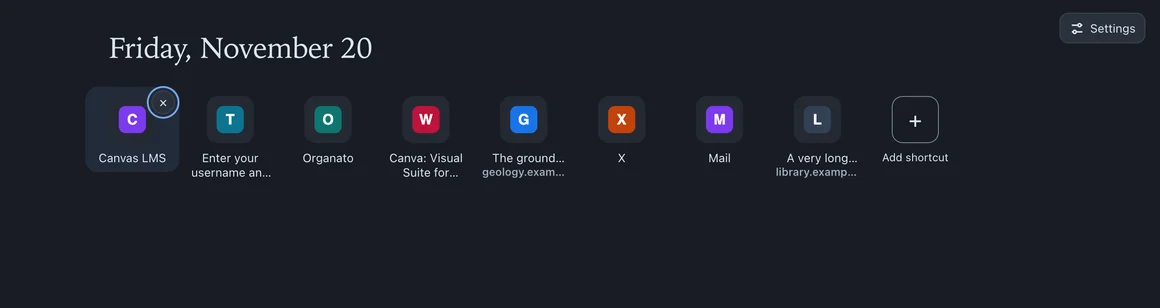 Settings
Friday, November 20
×
C
T
O
W
G
X
M
L
+
Canvas LMS
Enter your
username an...
Organato
Canva: Visual
Suite for...
The ground...
geology.exam...
X
Mail
A very long...
library.examp...
Add shortcut